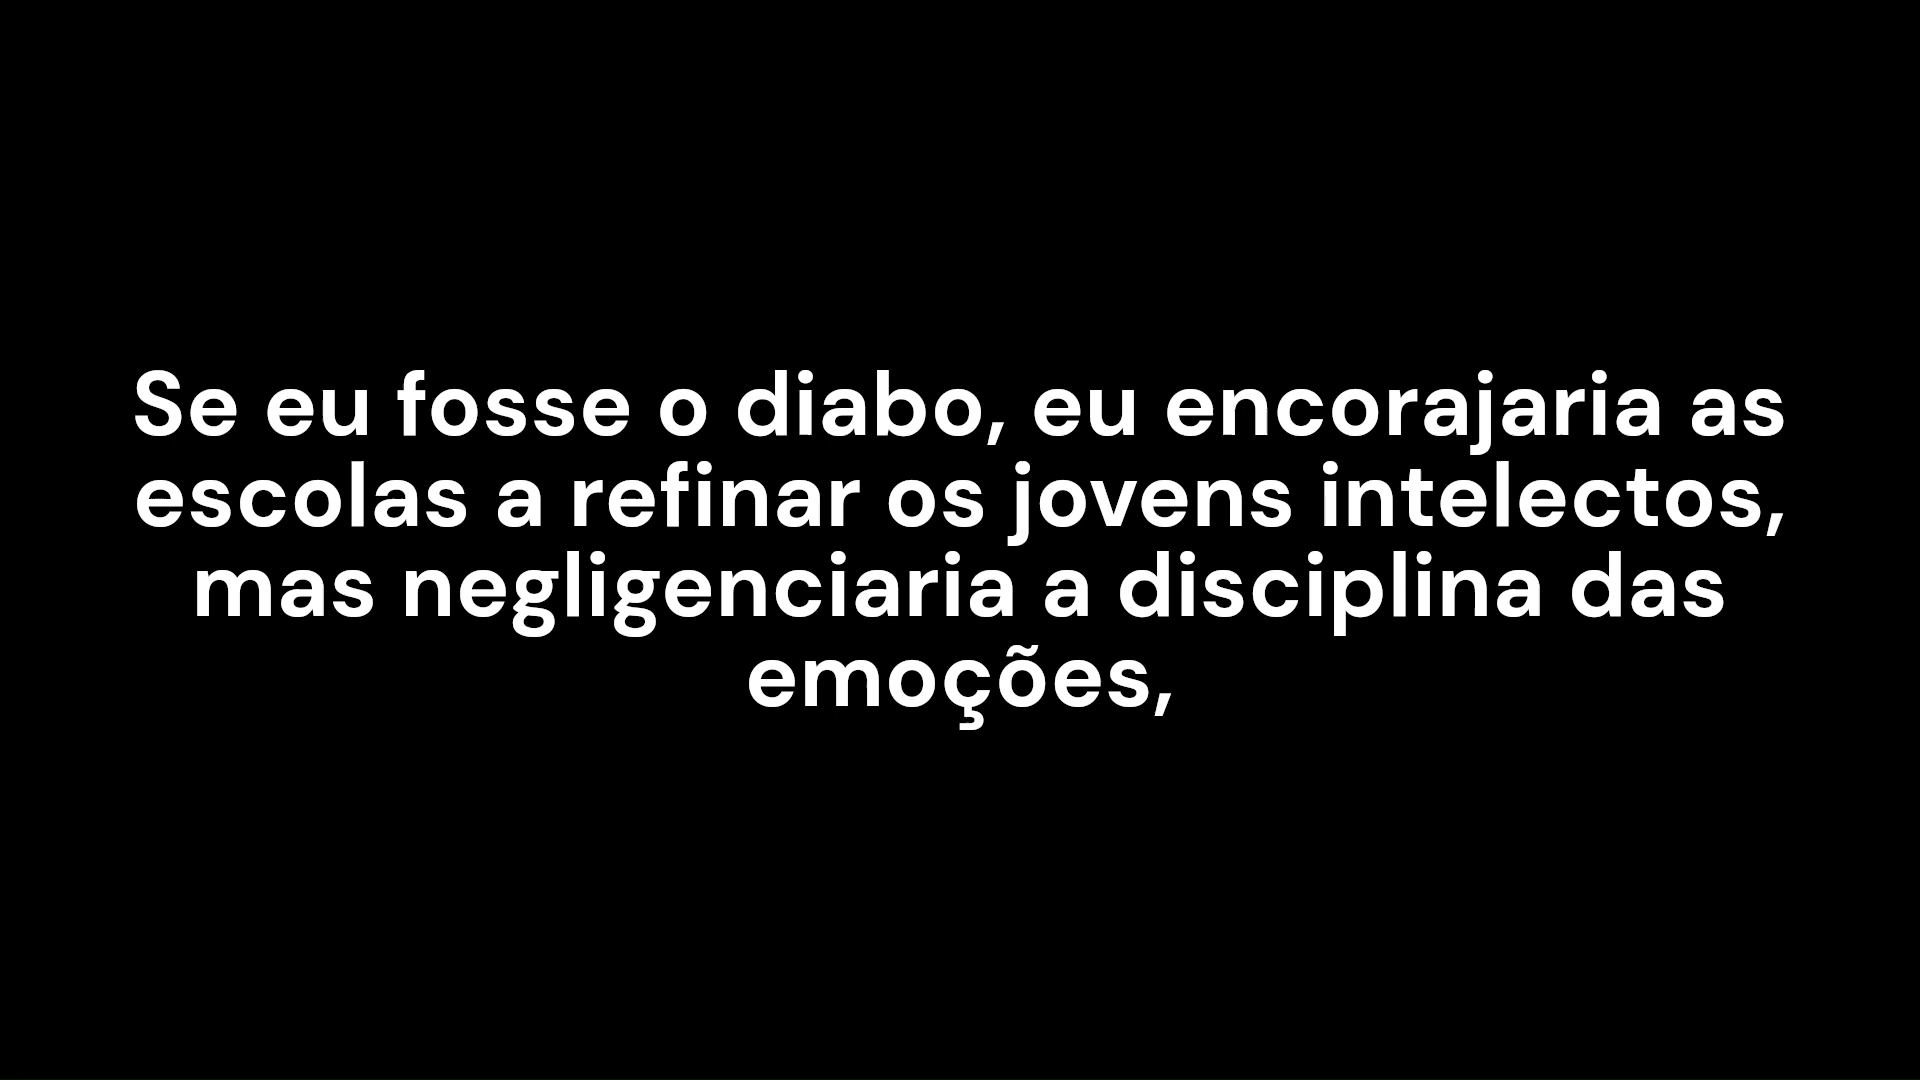 Se eu fosse o diabo, eu encorajaria as
escolas a refinar os jovens intelectos,
mas negligenciaria a disciplina das
emoções,